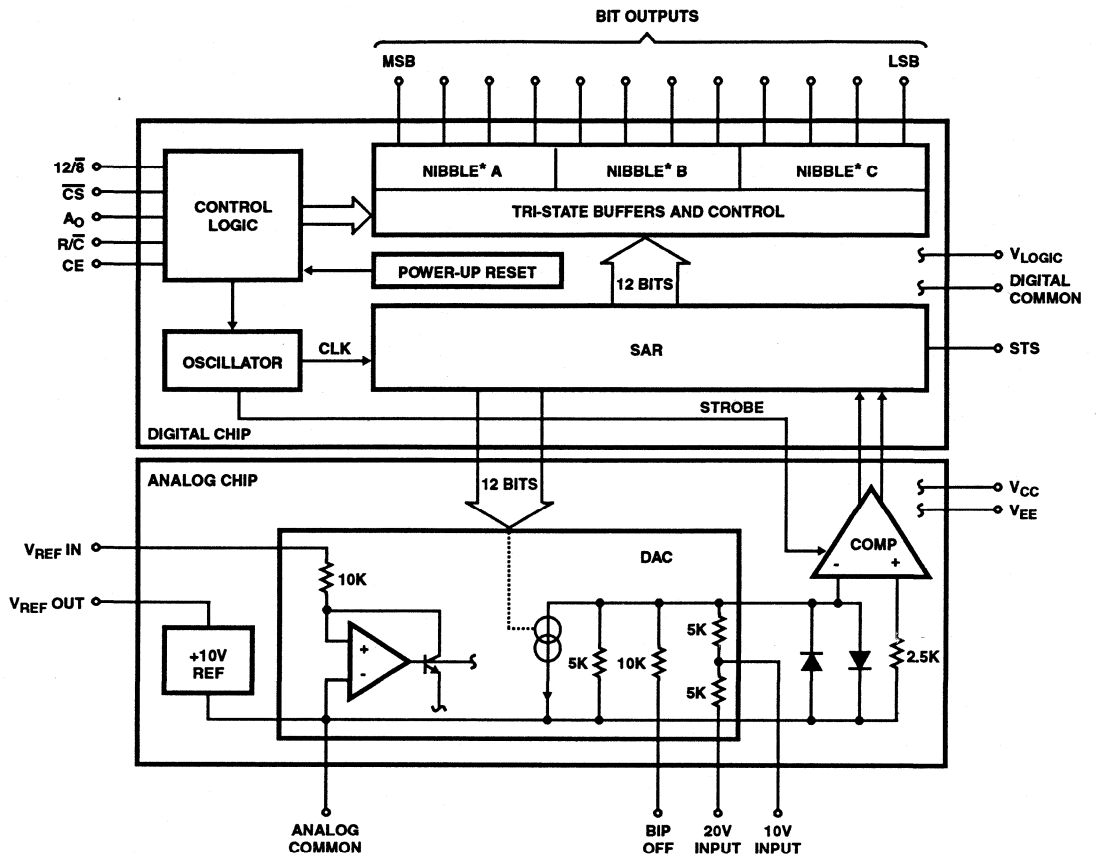 BIT OUTPUTS
MSB
LSB
12/8̅
C̅S̅
AO
R/C̅
CE
CONTROL
LOGIC
NIBBLE* A
NIBBLE* B
NIBBLE* C
TRI-STATE BUFFERS AND CONTROL
POWER-UP RESET
12 BITS
VLOGIC
DIGITAL
COMMON
OSCILLATOR
CLK
SAR
STS
STROBE
DIGITAL CHIP
ANALOG CHIP
12 BITS
VCC
VEE
COMP
-
+
VREF IN
DAC
10K
VREF OUT
+10V
REF
+
-
5K
10K
5K
5K
2.5K
ANALOG
COMMON
BIP
OFF
20V
INPUT
10V
INPUT